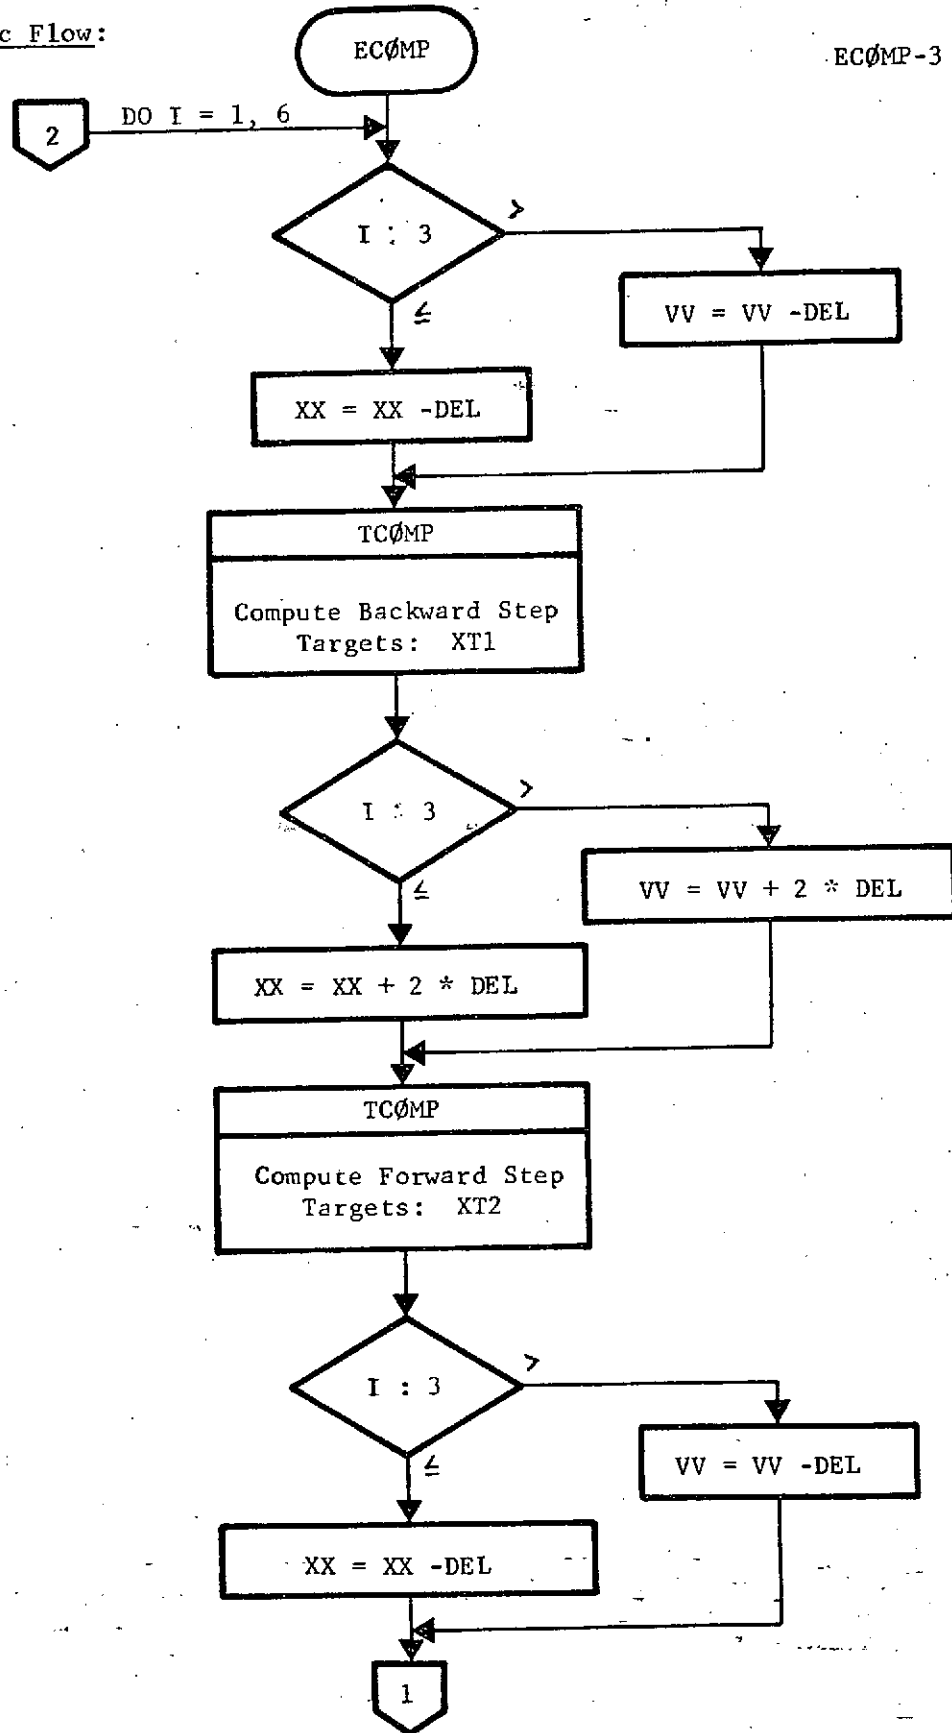 c Flow:
ECØMP
ECØMP-3
2
DO I = 1, 6
I : 3
>
≤
VV = VV -DEL
XX = XX -DEL
TCØMP
Compute Backward Step
Targets: XT1
I : 3
>
≤
VV = VV + 2 * DEL
XX = XX + 2 * DEL
TCØMP
Compute Forward Step
Targets: XT2
I : 3
>
≤
VV = VV -DEL
XX = XX -DEL
1